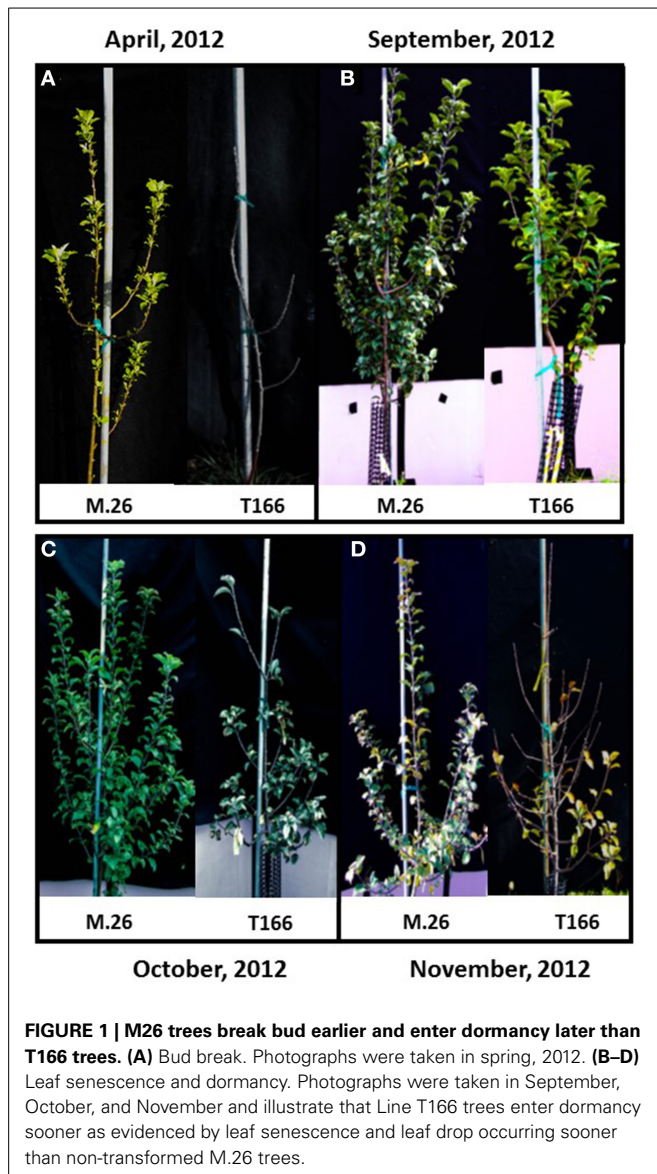 April, 2012 September, 2012
A B
M.26 T166 M.26 T166
C D
M.26 T166 M.26 T166
October, 2012 November, 2012
FIGURE 1 | M26 trees break bud earlier and enter dormancy later than
T166 trees. (A) Bud break. Photographs were taken in spring, 2012. (B–D)
Leaf senescence and dormancy. Photographs were taken in September,
October, and November and illustrate that Line T166 trees enter dormancy
sooner as evidenced by leaf senescence and leaf drop occurring sooner
than non-transformed M.26 trees.